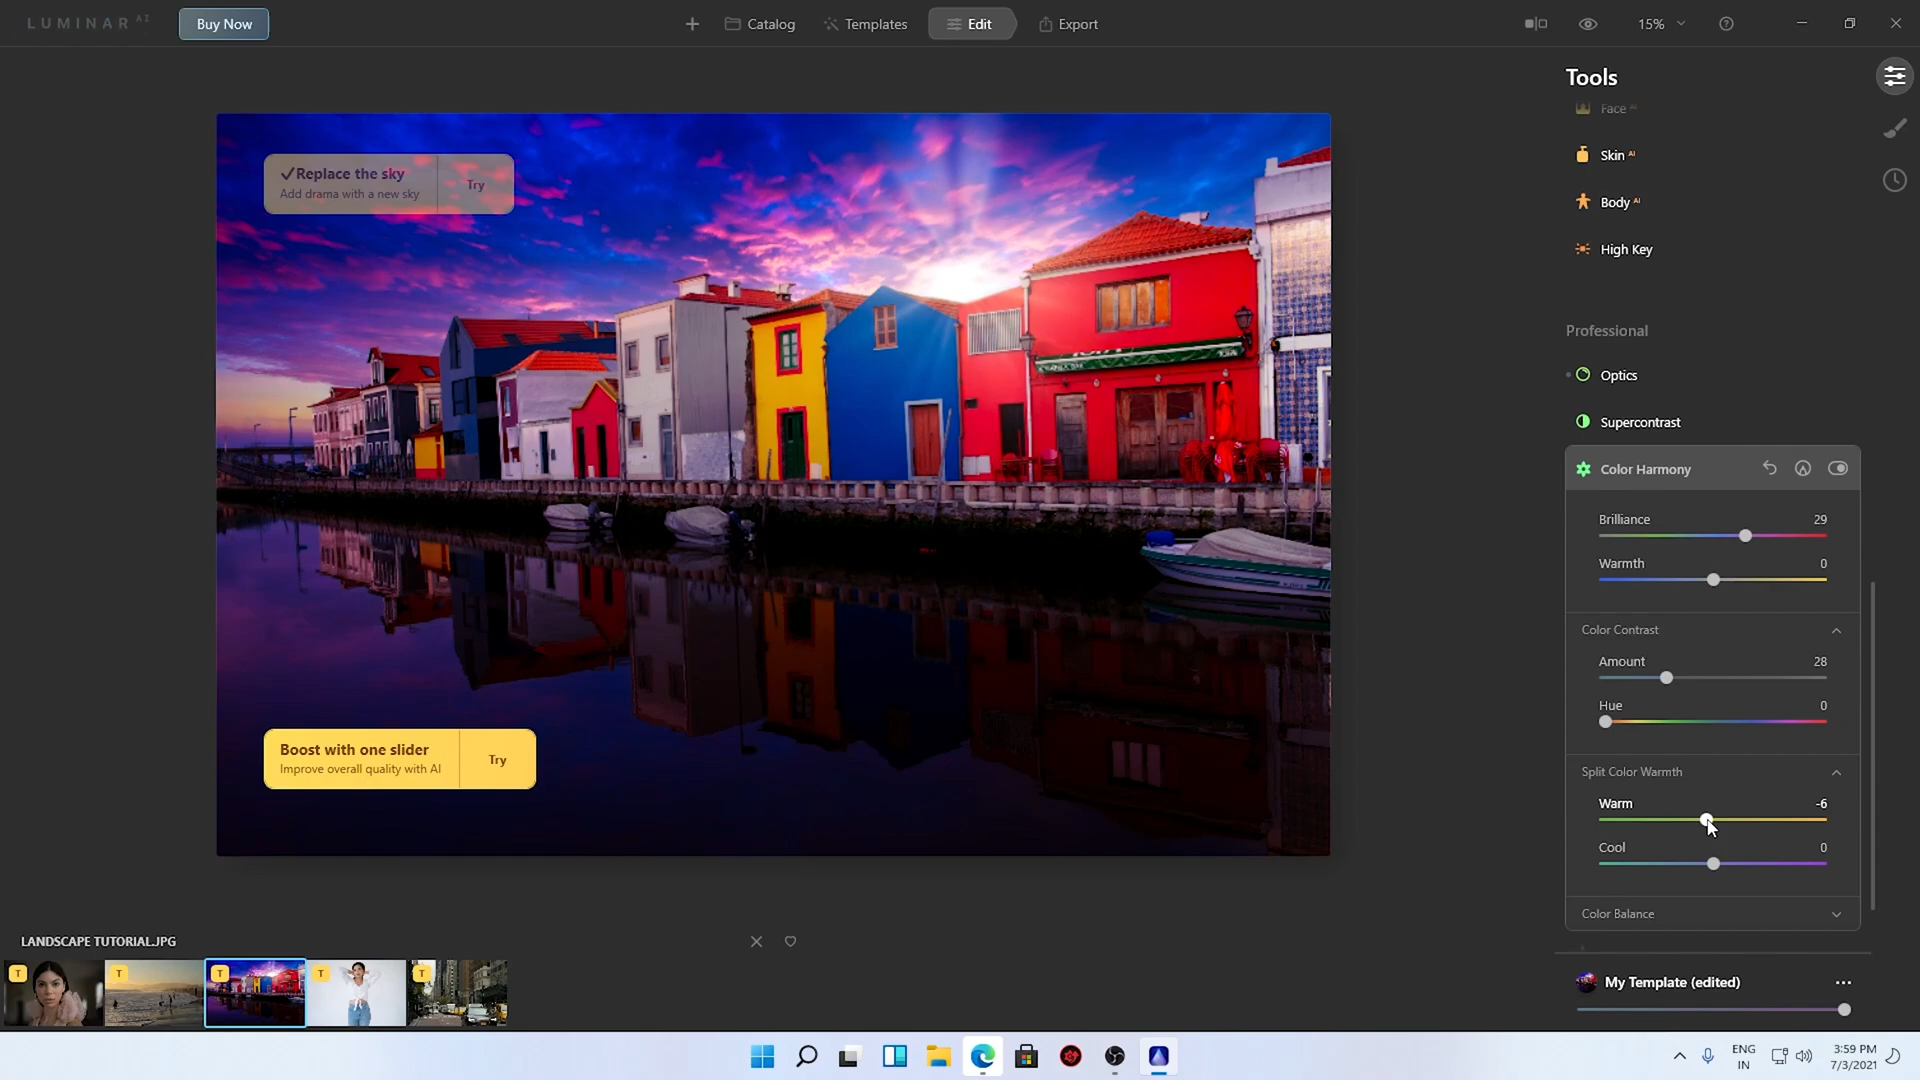 LUMINAR AI
Buy Now
Catalog
Templates
Edit
Export
15%
Tools
Face AI
Skin AI
Body AI
High Key
Professional
Optics
Supercontrast
Color Harmony
Brilliance 29
Warmth 0
Color Contrast
Amount 28
Hue 0
Split Color Warmth
Warm -6
Cool 0
Color Balance
My Template (edited)
✓Replace the sky
Add drama with a new sky
Try
Boost with one slider
Improve overall quality with AI
Try
LANDSCAPE TUTORIAL.JPG
T
T
T
T
T
ENG
IN
3:59 PM
7/3/2021